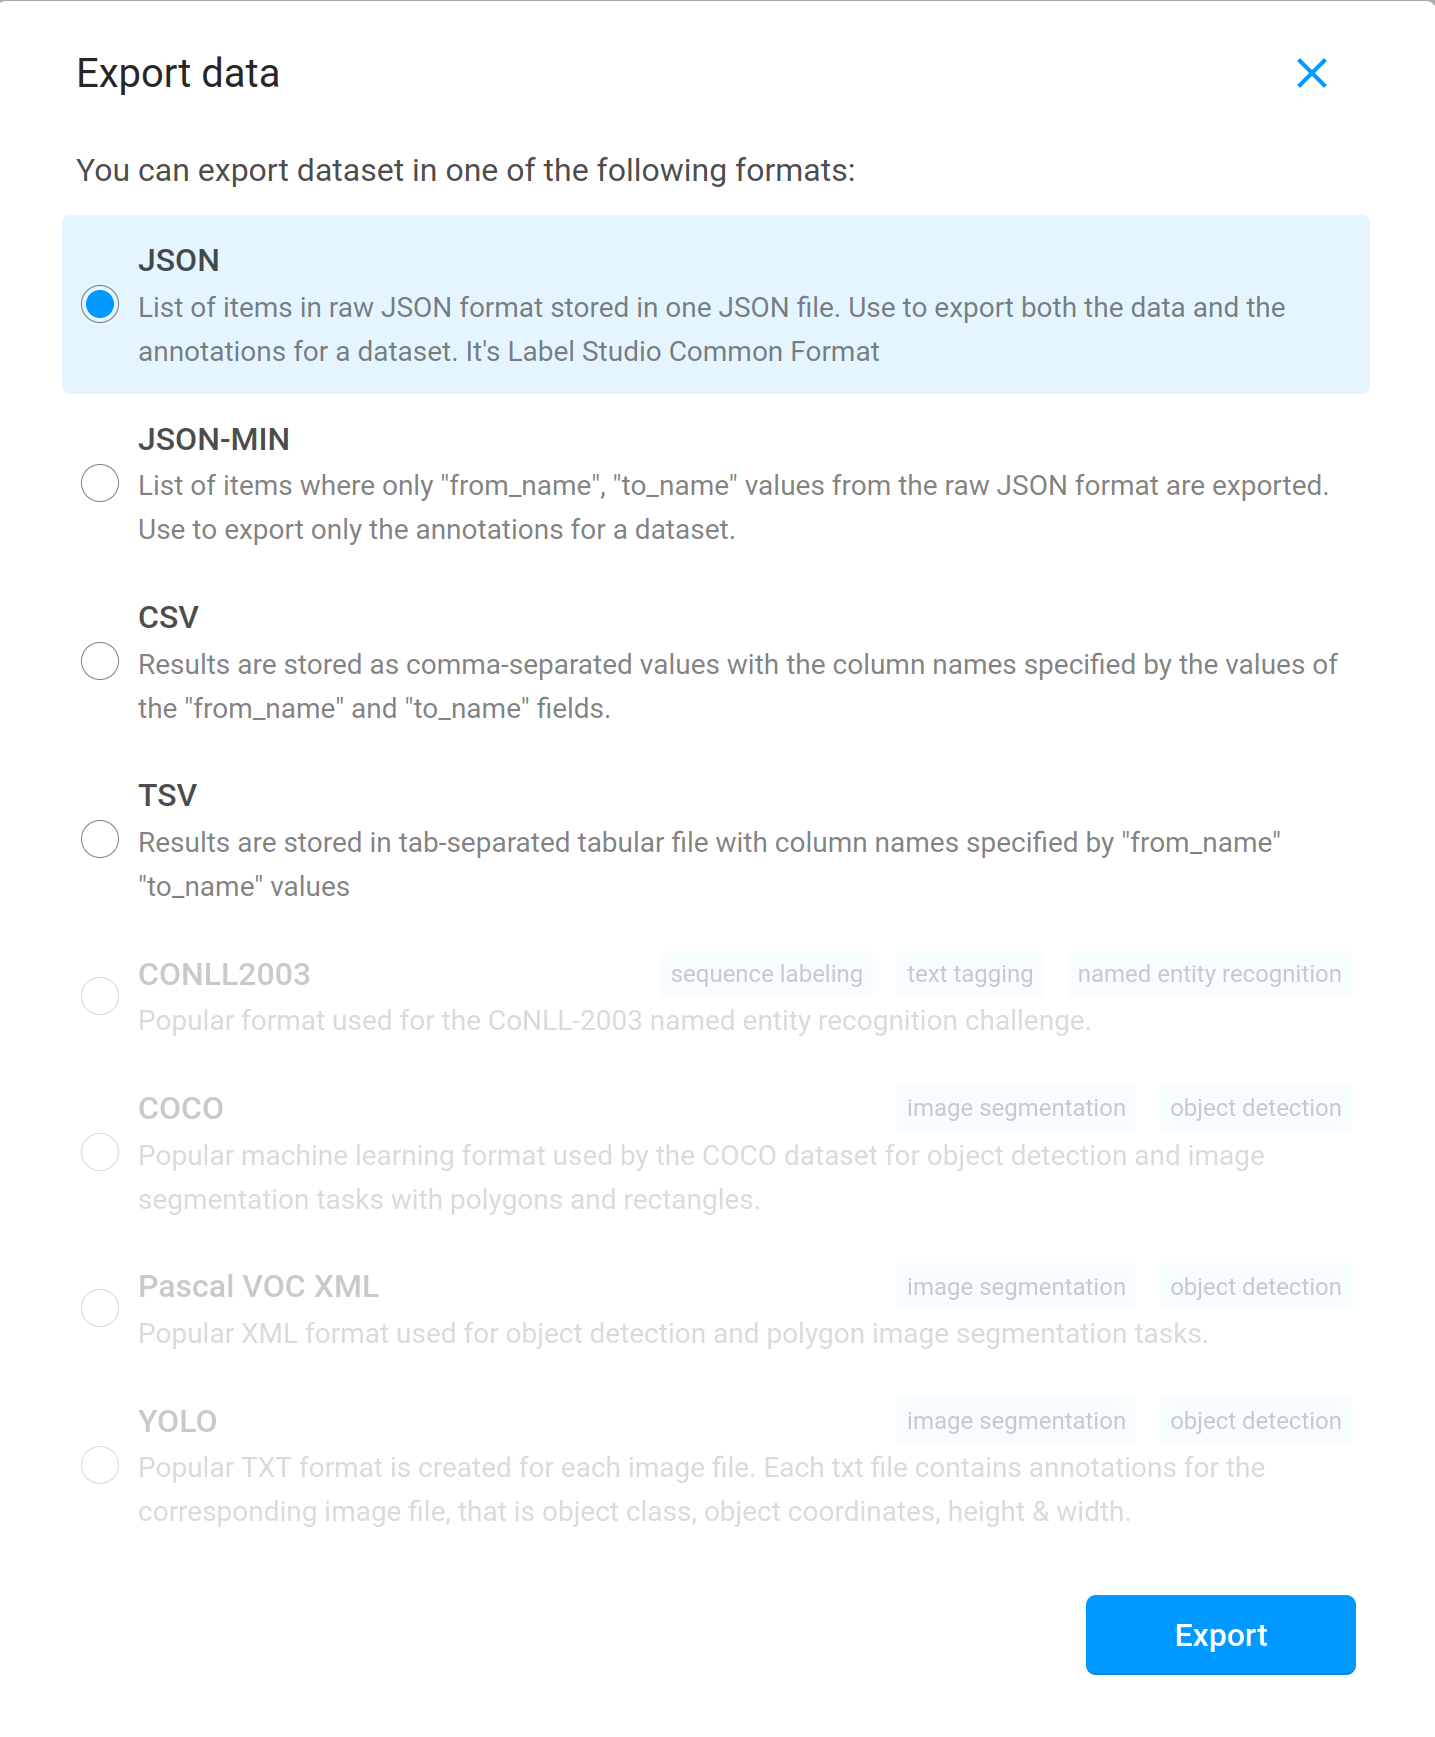 Export data
You can export dataset in one of the following formats:
JSON
List of items in raw JSON format stored in one JSON file. Use to export both the data and the
annotations for a dataset. It's Label Studio Common Format
JSON-MIN
List of items where only "from_name", "to_name" values from the raw JSON format are exported.
Use to export only the annotations for a dataset.
CSV
Results are stored as comma-separated values with the column names specified by the values of
the "from_name" and "to_name" fields.
TSV
Results are stored in tab-separated tabular file with column names specified by "from_name"
"to_name" values
CONLL2003 sequence labeling text tagging named entity recognition
Popular format used for the CoNLL-2003 named entity recognition challenge.
COCO image segmentation object detection
Popular machine learning format used by the COCO dataset for object detection and image
segmentation tasks with polygons and rectangles.
Pascal VOC XML image segmentation object detection
Popular XML format used for object detection and polygon image segmentation tasks.
YOLO image segmentation object detection
Popular TXT format is created for each image file. Each txt file contains annotations for the
corresponding image file, that is object class, object coordinates, height & width.
Export